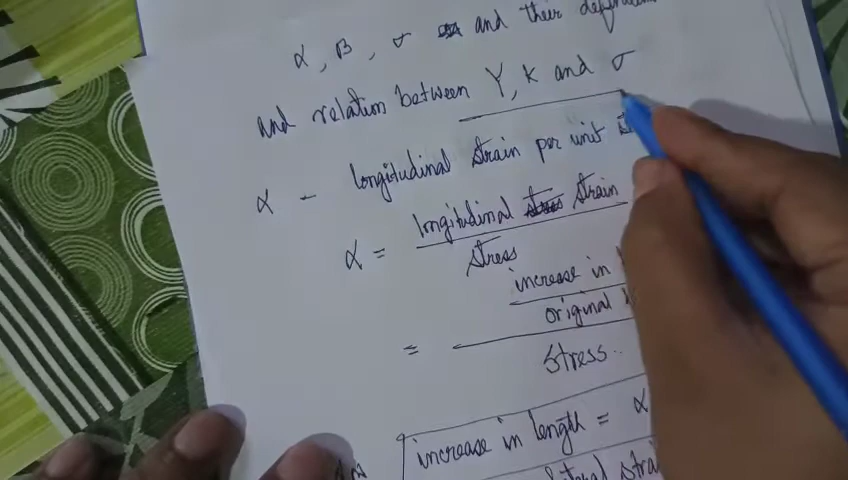 α, β, σ and their
and relation between Y, K and σ
α - longitudinal strain per unit
α = longitudinal strain
stress
increase in
original
=
stress.
increase in length = α